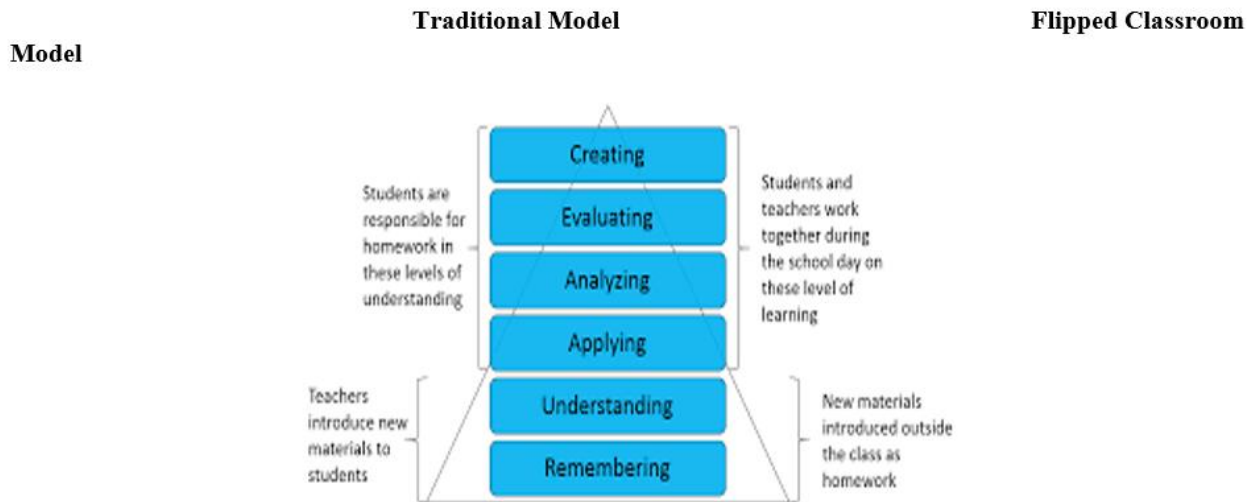 Traditional Model Flipped Classroom
Model
Students are
responsible for
homework in
these levels of
understanding
Teachers
introduce new
materials to
students
Creating
Evaluating
Analyzing
Applying
Understanding
Remembering
Students and
teachers work
together during
the school day on
these level of
learning
New materials
introduced outside
the class as
homework